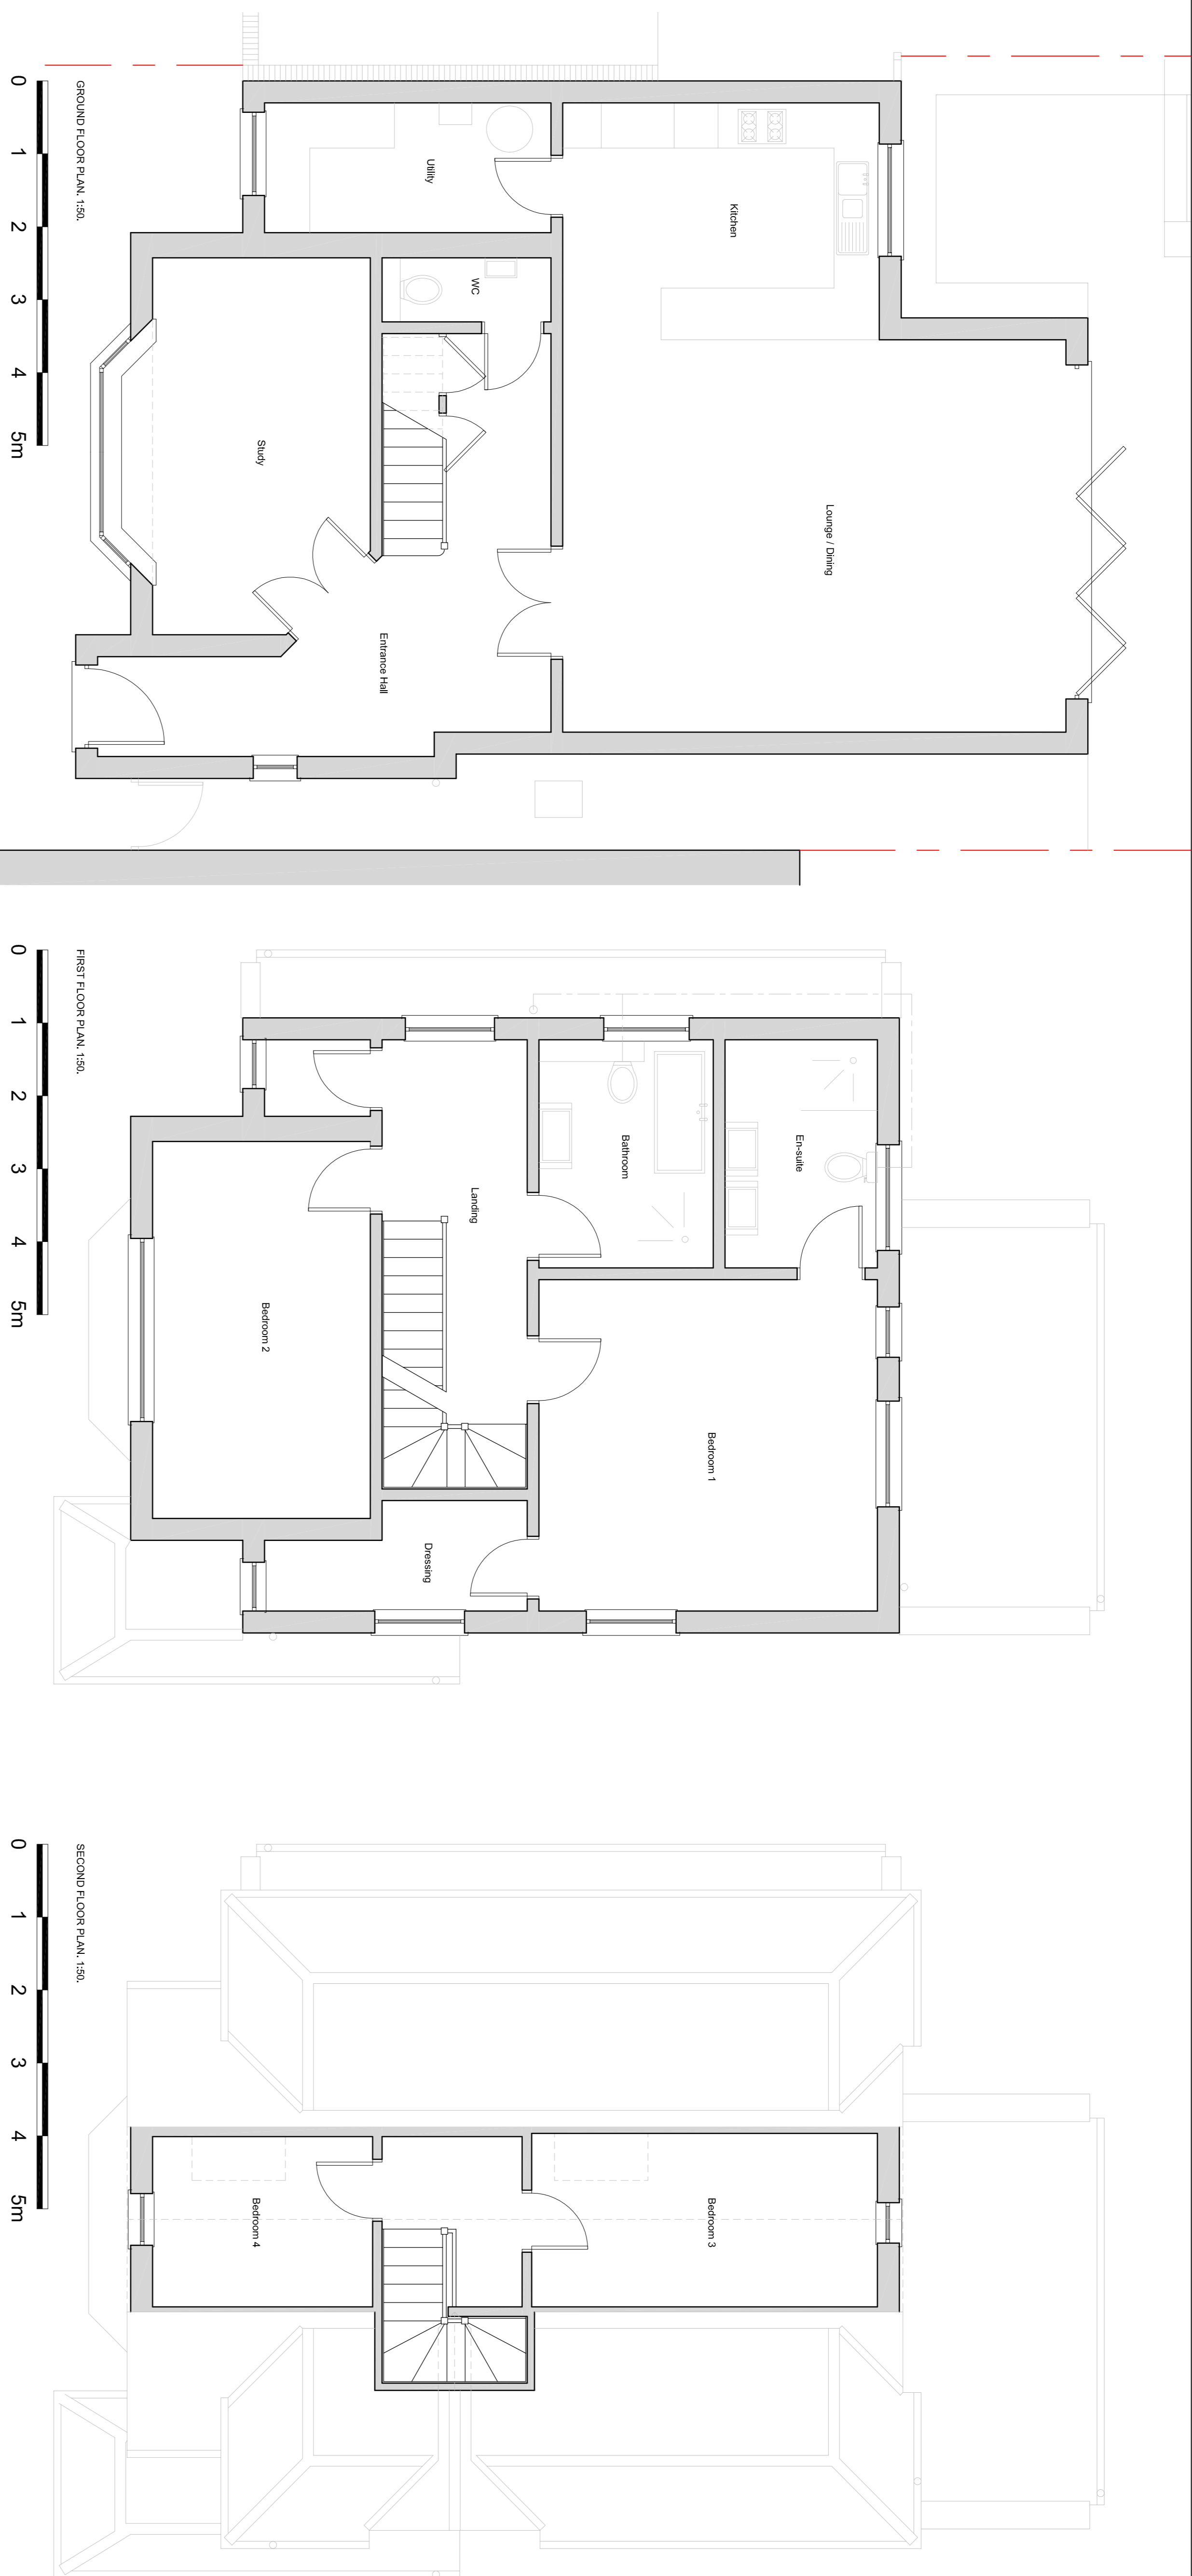 Kitchen
Lounge / Dining
Utility
WC
Entrance Hall
Study
GROUND FLOOR PLAN. 1:50.
0 1 2 3 4 5m
En-suite
Bedroom 1
Bathroom
Landing
Dressing
Bedroom 2
FIRST FLOOR PLAN. 1:50.
0 1 2 3 4 5m
Bedroom 3
Bedroom 4
SECOND FLOOR PLAN. 1:50.
0 1 2 3 4 5m